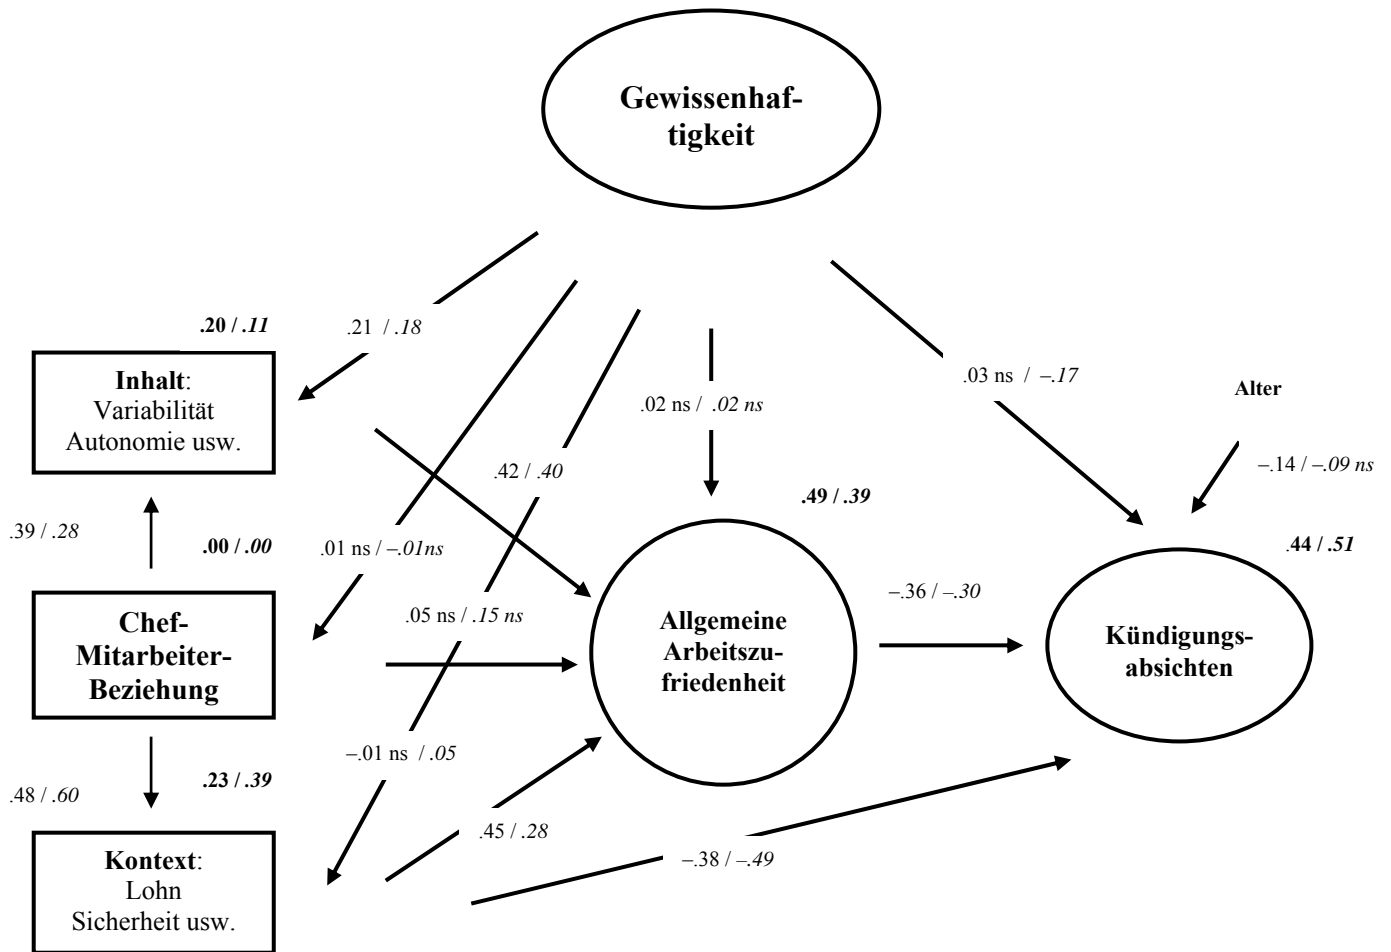 Gewissenhaf-
tigkeit
.20 / .11
.21 / .18
Inhalt:
Variabilität
Autonomie usw.
.03 ns / –.17
Alter
.02 ns / .02 ns
.42 / .40
–.14 / –.09 ns
.49 / .39
.39 / .28
.00 / .00
.01 ns / –.01ns
.44 / .51
Chef-
Mitarbeiter-
Beziehung
.05 ns / .15 ns
Allgemeine
Arbeitszu-
friedenheit
–.36 / –.30
Kündigungs-
absichten
.48 / .60
.23 / .39
–.01 ns / .05
.45 / .28
–.38 / –.49
Kontext:
Lohn
Sicherheit usw.